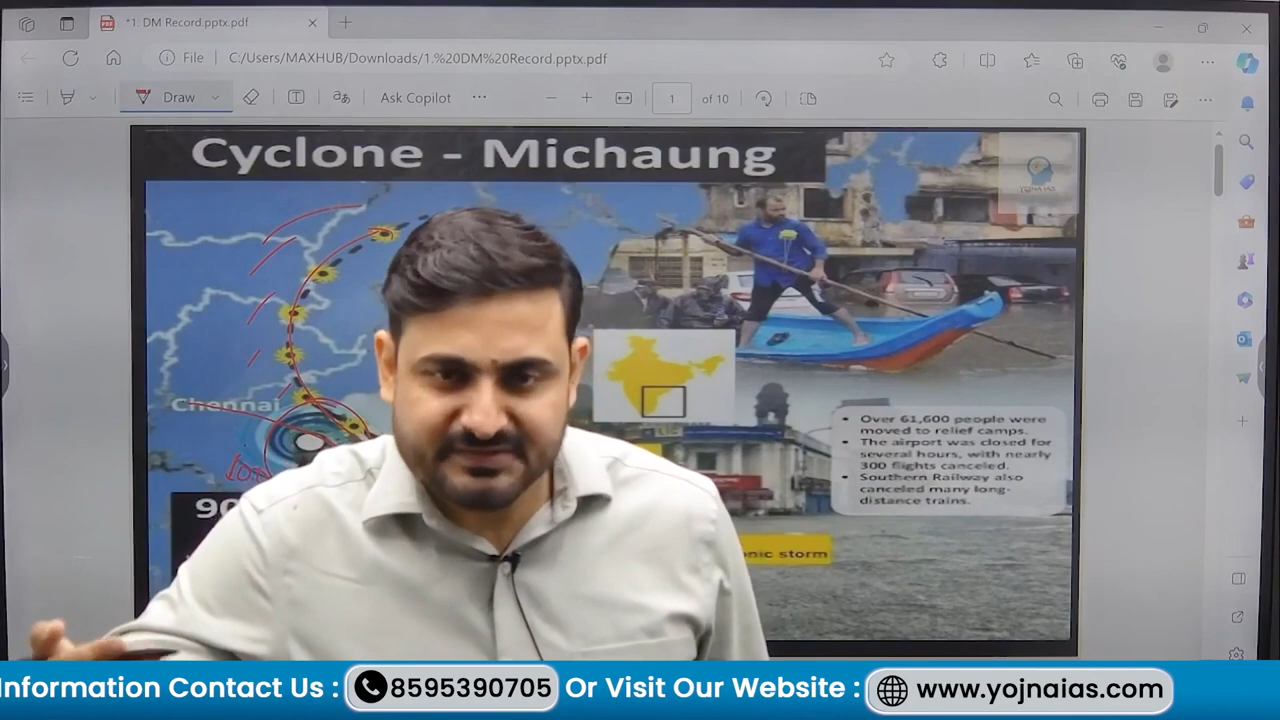 *1. DM Record.pptx.pdf
File
C:/Users/MAXHUB/Downloads/1.%20DM%20Record.pptx.pdf
Draw
Ask Copilot
1 of 10
Cyclone - Michaung
YOJNA IAS
Chennai
90
• Over 61,600 people were
moved to relief camps.
• The airport was closed for
several hours, with nearly
300 flights canceled.
• Southern Railway also
canceled many long-
distance trains.
onic storm
Information Contact Us : 8595390705 Or Visit Our Website : www.yojnaias.com